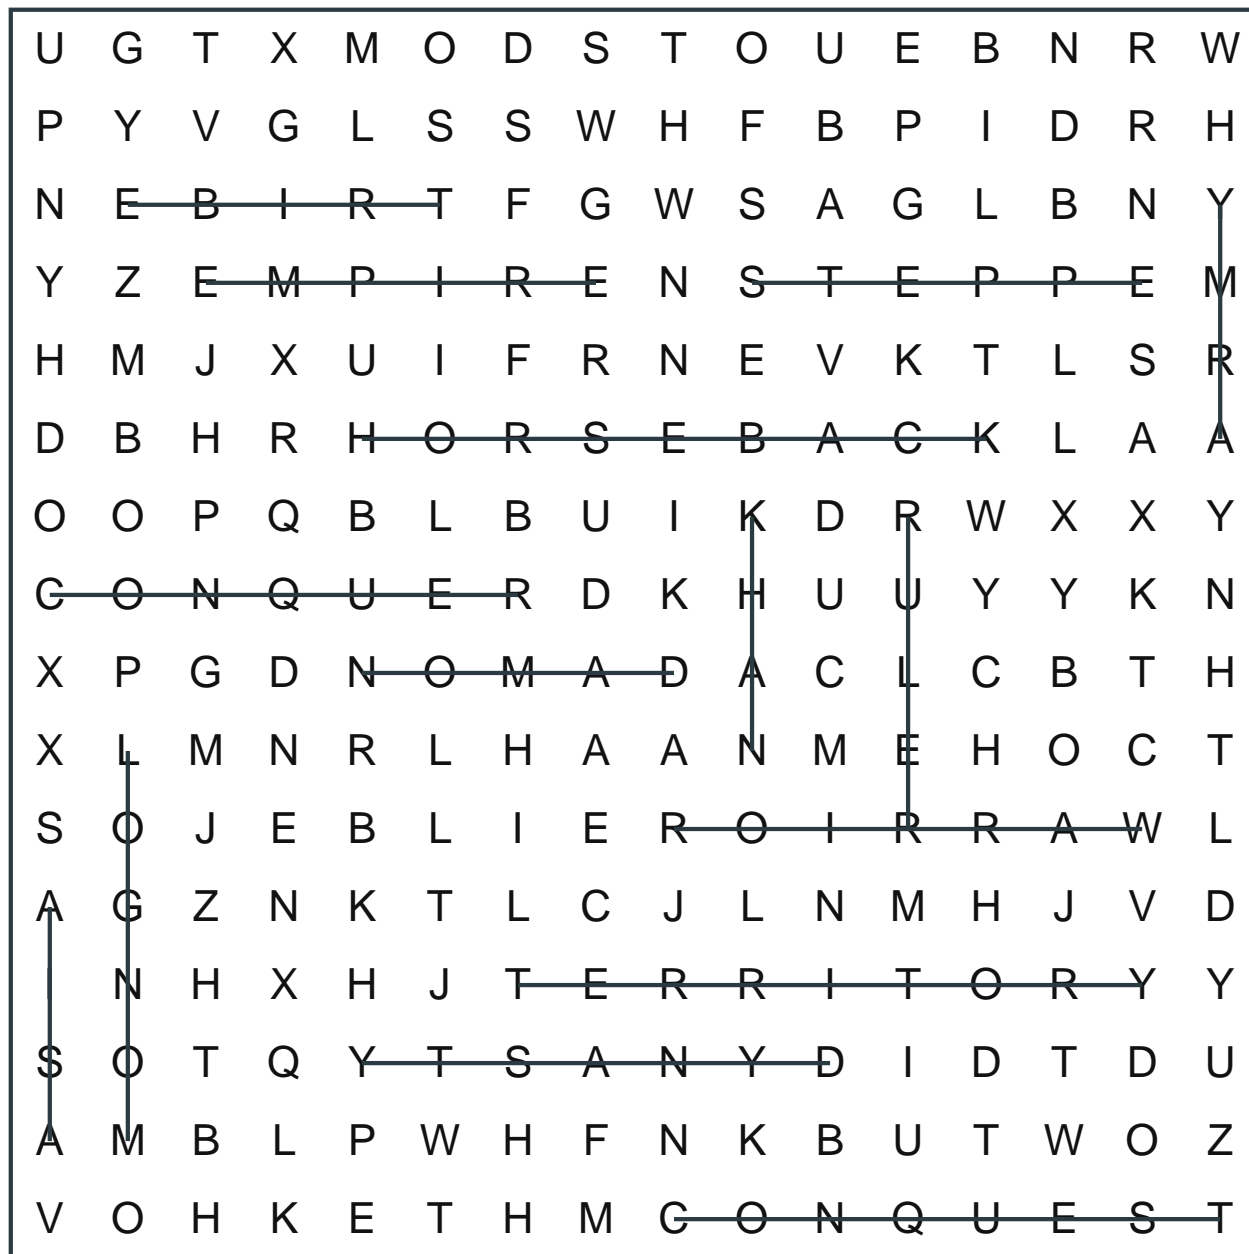 U G T X M O D S T O U E B N R W
P Y V G L S S W H F B P I D R H
N E B I R T F G W S A G L B N Y
Y Z E M P I R E N S T E P P E M
H M J X U I F R N E V K T L S R
D B H R H O R S E B A C K L A A
O O P Q B L B U I K D R W X X Y
C O N Q U E R D K H U U Y Y K N
X P G D N O M A D A C L C B T H
X L M N R L H A A N M E H O C T
S O J E B L I E R O I R R A W L
A G Z N K T L C J L N M H J V D
I N H X H J T E R R I T O R Y Y
S O T Q Y T S A N Y D I D T D U
A M B L P W H F N K B U T W O Z
V O H K E T H M C O N Q U E S T